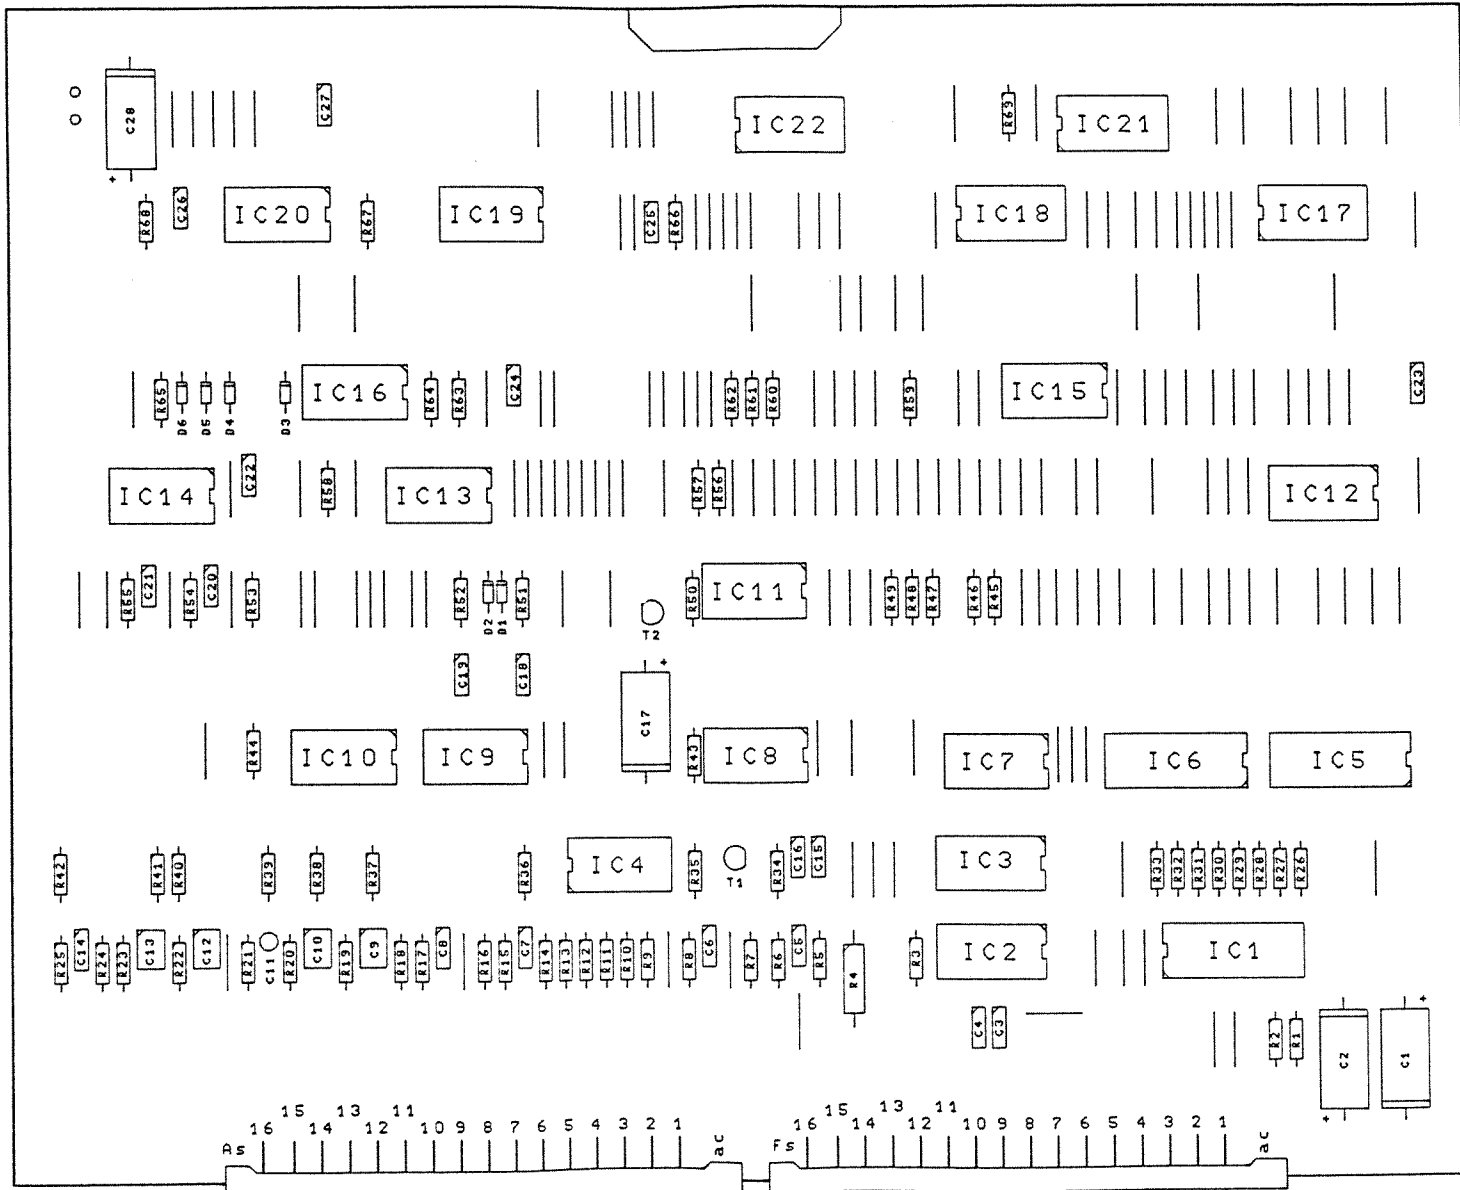 C28 + C27 IC22 R69 IC21
R68 C26 IC20 R67 IC19 C25 R66 IC18 IC17
R65 D6 D5 D4 D3 IC16 R64 R63 C24 R62 R61 R60 R59 IC15 C23
IC14 C22 R58 IC13 R57 R56 IC12
R55 C21 R54 C20 R53 R52 D2 D1 R51 T2 R50 IC11 R49 R48 R47 R46 R45
C19 C18 +
R44 IC10 IC9 C17 R43 IC8 IC7 IC6 IC5
R42 R41 R40 R39 R38 R37 R36 IC4 R35 T1 R34 C16 C15 IC3 R33 R32 R31 R30 R29 R28 R27 R26
R25 C14 R24 R23 C13 R22 C12 R21 C11 R20 C10 R19 C9 R18 R17 C8 R16 R15 C7 R14 R13 R12 R11 R10 R9 R8 C6 R7 R6 C5 R5 R4 R3 IC2 IC1
C4 C3 R2 R1 C2 + C1 +
As 16 15 14 13 12 11 10 9 8 7 6 5 4 3 2 1 ac
Fs 16 15 14 13 12 11 10 9 8 7 6 5 4 3 2 1 ac